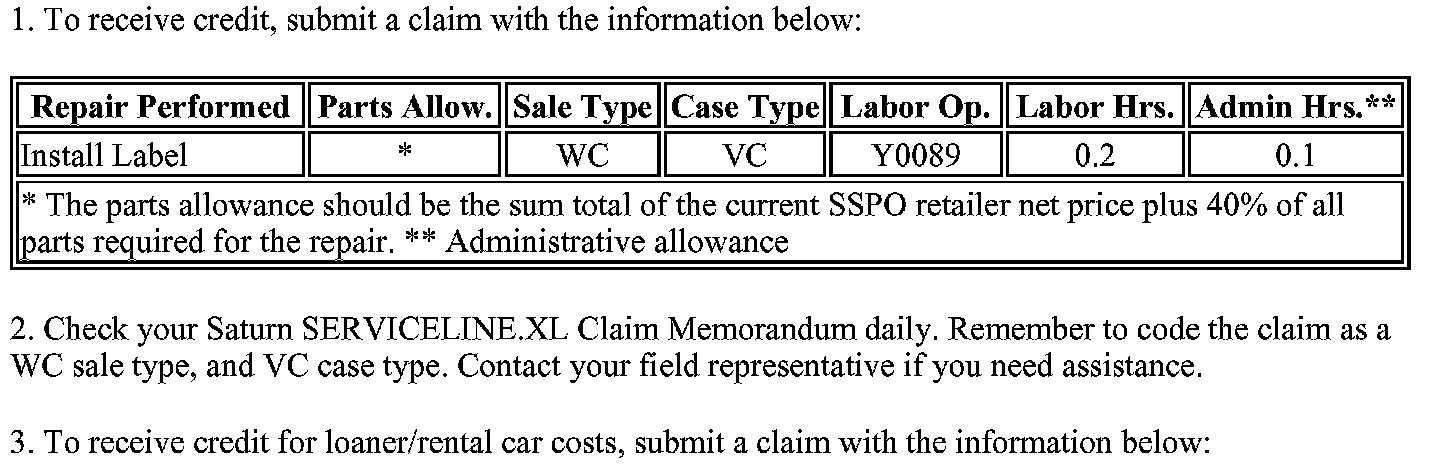 1. To receive credit, submit a claim with the information below:
Repair Performed Parts Allow. Sale Type Case Type Labor Op. Labor Hrs. Admin Hrs.**
Install Label * WC VC Y0089 0.2 0.1
* The parts allowance should be the sum total of the current SSPO retailer net price plus 40% of all
parts required for the repair. ** Administrative allowance
2. Check your Saturn SERVICELINE.XL Claim Memorandum daily. Remember to code the claim as a
WC sale type, and VC case type. Contact your field representative if you need assistance.
3. To receive credit for loaner/rental car costs, submit a claim with the information below: